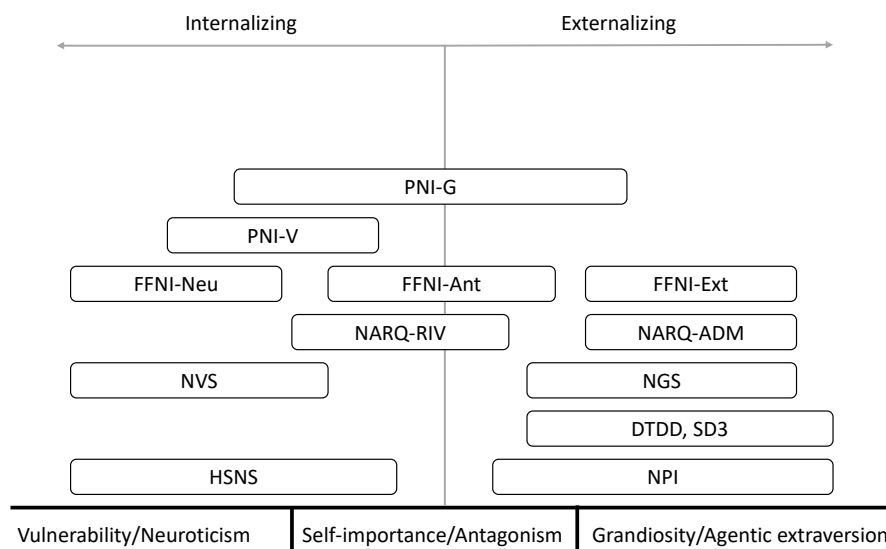 Internalizing Externalizing
PNI-G
PNI-V
FFNI-Neu FFNI-Ant FFNI-Ext
NARQ-RIV NARQ-ADM
NVS NGS
DTDD, SD3
HSNS NPI
Vulnerability/Neuroticism Self-importance/Antagonism Grandiosity/Agentic extraversion